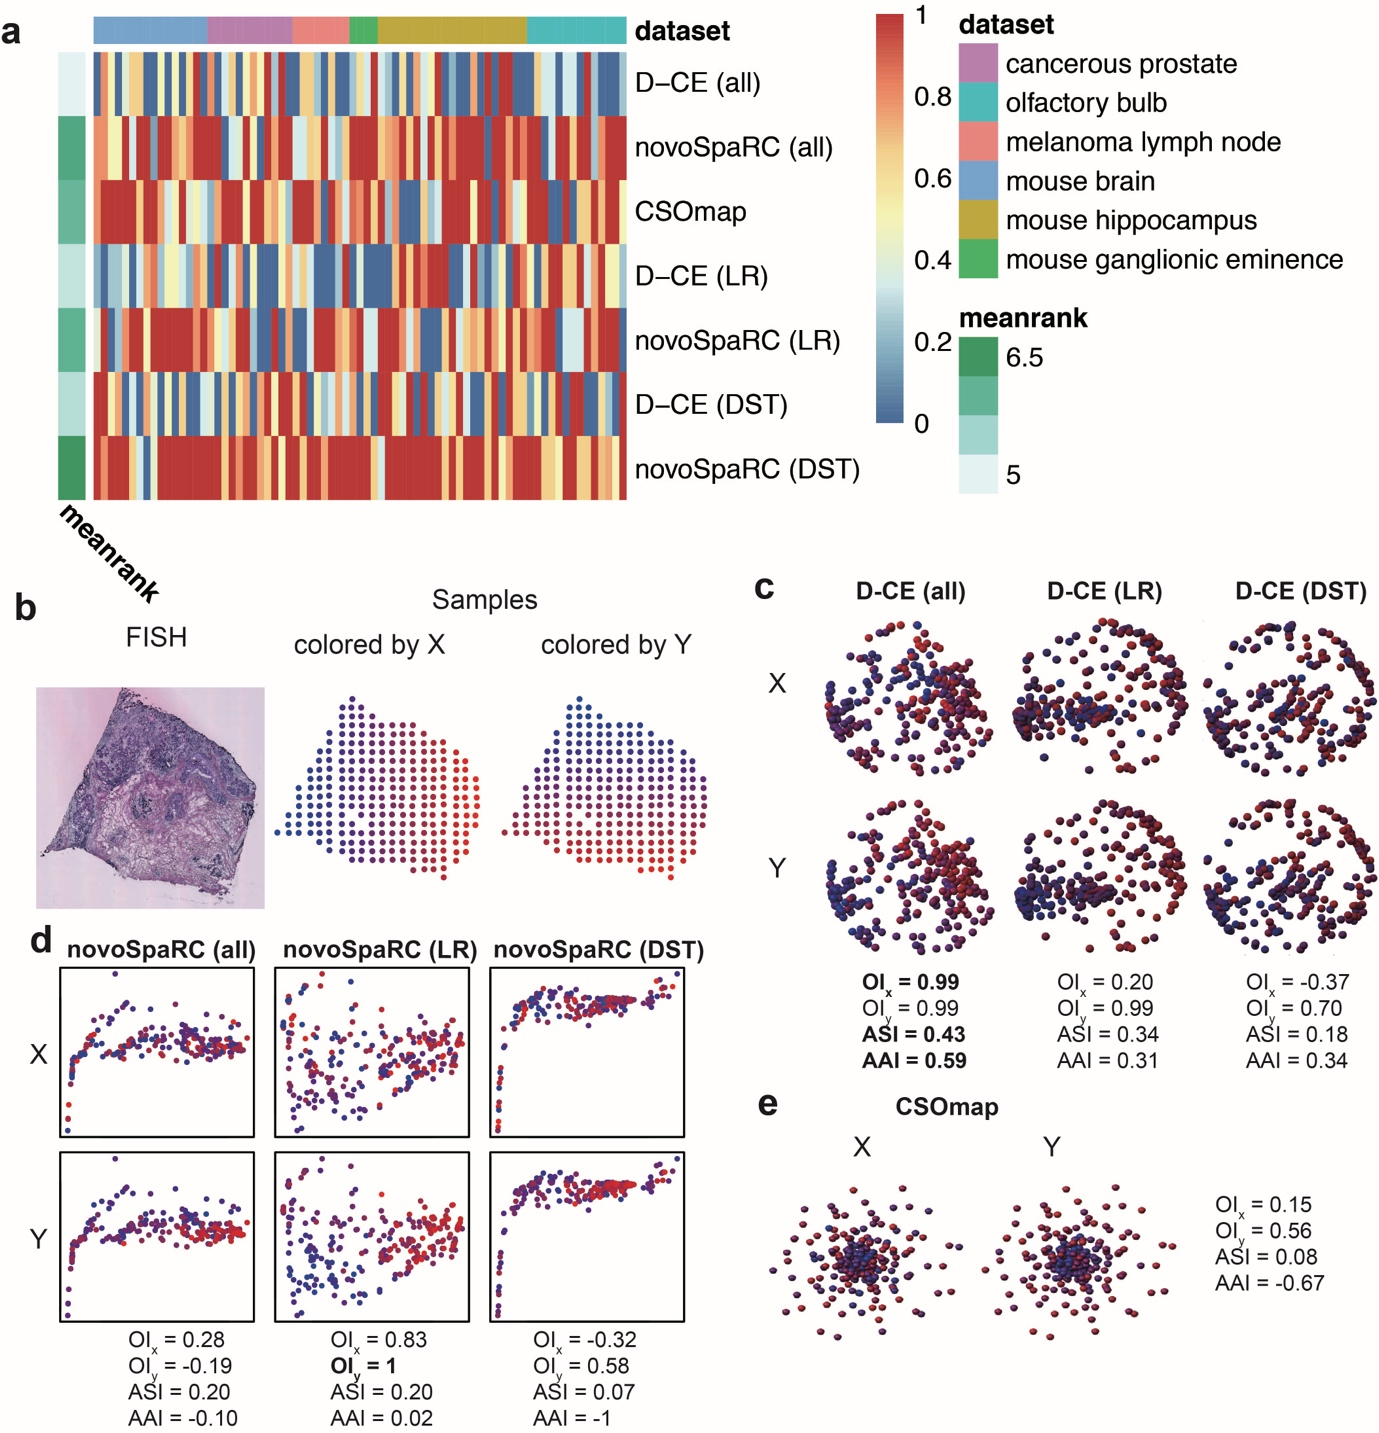 a
dataset
D–CE (all)
novoSpaRC (all)
CSOmap
D–CE (LR)
novoSpaRC (LR)
D–CE (DST)
novoSpaRC (DST)
meanrank
1
0.8
0.6
0.4
0.2
0
dataset
cancerous prostate
olfactory bulb
melanoma lymph node
mouse brain
mouse hippocampus
mouse ganglionic eminence
meanrank
6.5
5
b
FISH
Samples
colored by X
colored by Y
c
D-CE (all)
D-CE (LR)
D-CE (DST)
X
Y
OIx = 0.99
OIy = 0.99
ASI = 0.43
AAI = 0.59
OIx = 0.20
OIy = 0.99
ASI = 0.34
AAI = 0.31
OIx = -0.37
OIy = 0.70
ASI = 0.18
AAI = 0.34
d
novoSpaRC (all)
novoSpaRC (LR)
novoSpaRC (DST)
X
Y
OIx = 0.28
OIy = -0.19
ASI = 0.20
AAI = -0.10
OIx = 0.83
OIy = 1
ASI = 0.20
AAI = 0.02
OIx = -0.32
OIy = 0.58
ASI = 0.07
AAI = -1
e
CSOmap
X
Y
OIx = 0.15
OIy = 0.56
ASI = 0.08
AAI = -0.67